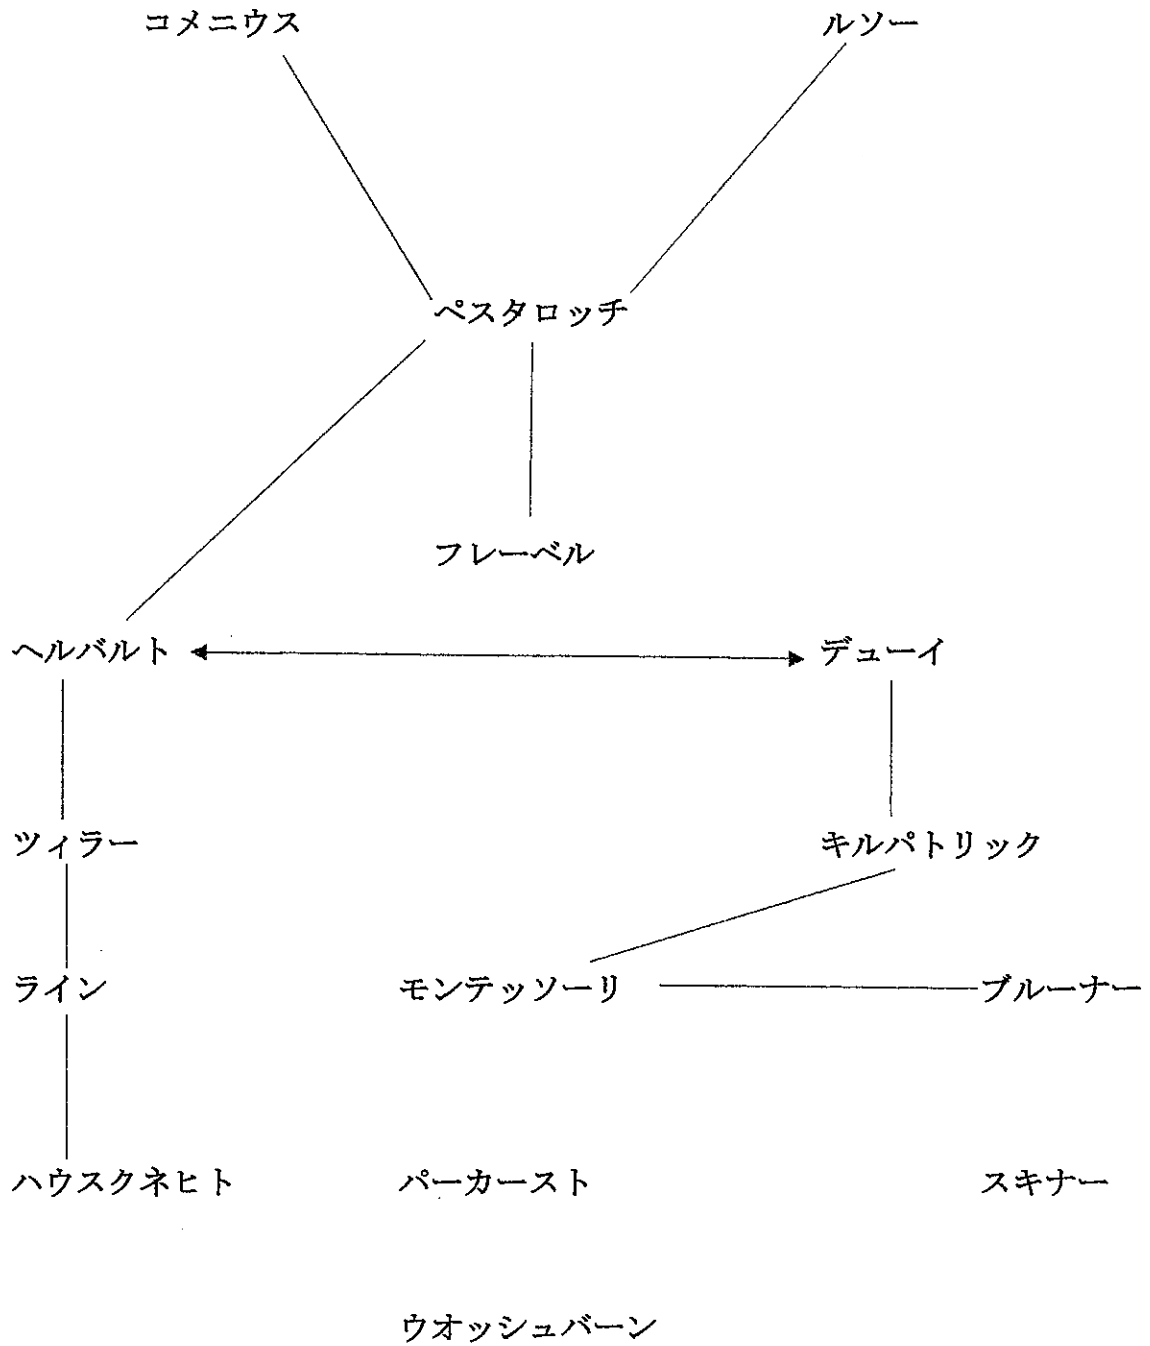 コメニウス
ルソー
ペスタロッチ
フレーベル
ヘルバルト
デューイ
ツィラー
キルパトリック
ライン
モンテッソーリ
ブルーナー
ハウスクネヒト
パーカースト
スキナー
ウオッシュバーン